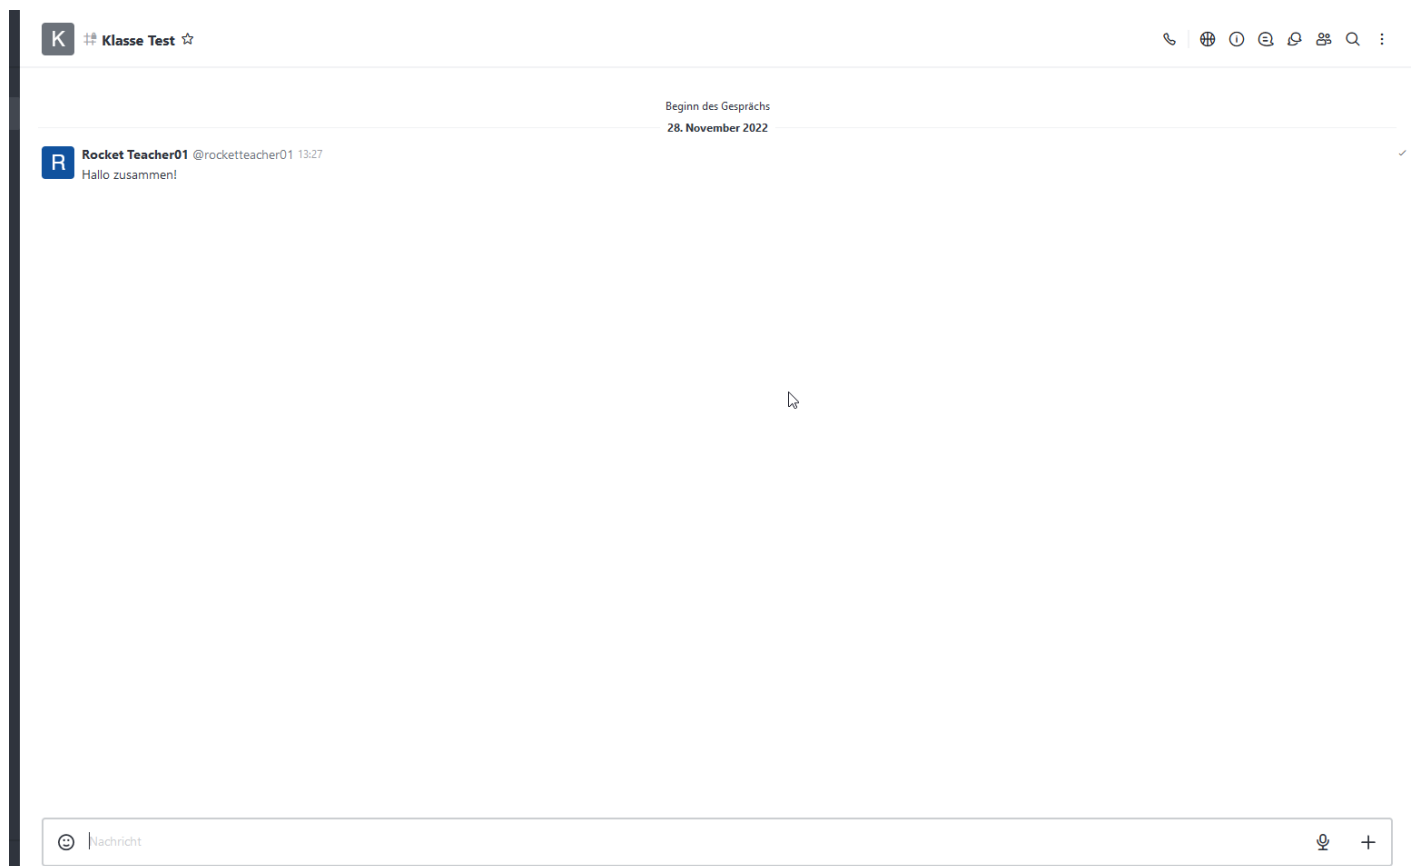 K Klasse Test
Beginn des Gesprächs
28. November 2022
R Rocket Teacher01 @rocketteacher01 13:27
Hallo zusammen!
Nachricht